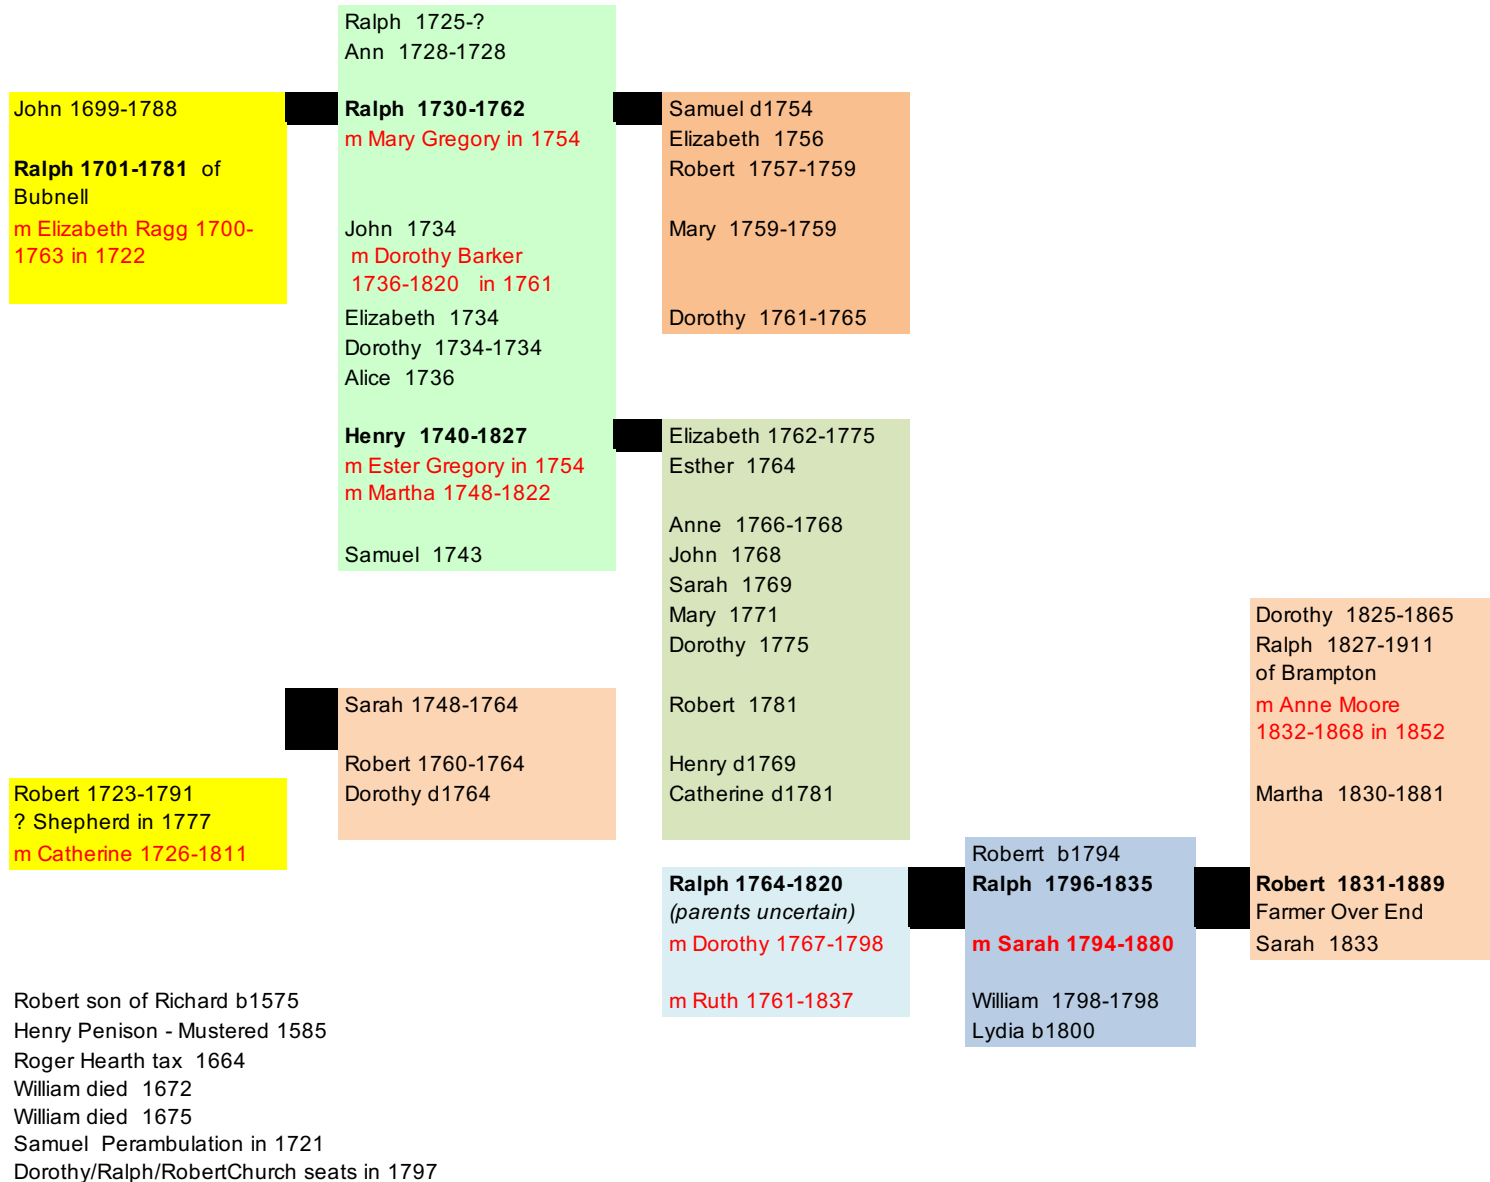 Ralph 1725-?
Ann 1728-1728
John 1699-1788
Ralph 1701-1781 of
Bubnell
m Elizabeth Ragg 1700-
1763 in 1722
Ralph 1730-1762
m Mary Gregory in 1754
John 1734
m Dorothy Barker
1736-1820 in 1761
Elizabeth 1734
Dorothy 1734-1734
Alice 1736
Henry 1740-1827
m Ester Gregory in 1754
m Martha 1748-1822
Samuel 1743
Samuel d1754
Elizabeth 1756
Robert 1757-1759
Mary 1759-1759
Dorothy 1761-1765
Elizabeth 1762-1775
Esther 1764
Anne 1766-1768
John 1768
Sarah 1769
Mary 1771
Dorothy 1775
Robert 1781
Henry d1769
Catherine d1781
Sarah 1748-1764
Robert 1760-1764
Dorothy d1764
Robert 1723-1791
? Shepherd in 1777
m Catherine 1726-1811
Ralph 1764-1820
(parents uncertain)
m Dorothy 1767-1798
m Ruth 1761-1837
Roberrt b1794
Ralph 1796-1835
m Sarah 1794-1880
William 1798-1798
Lydia b1800
Dorothy 1825-1865
Ralph 1827-1911
of Brampton
m Anne Moore
1832-1868 in 1852
Martha 1830-1881
Robert 1831-1889
Farmer Over End
Sarah 1833
Robert son of Richard b1575
Henry Penison - Mustered 1585
Roger Hearth tax 1664
William died 1672
William died 1675
Samuel Perambulation in 1721
Dorothy/Ralph/RobertChurch seats in 1797